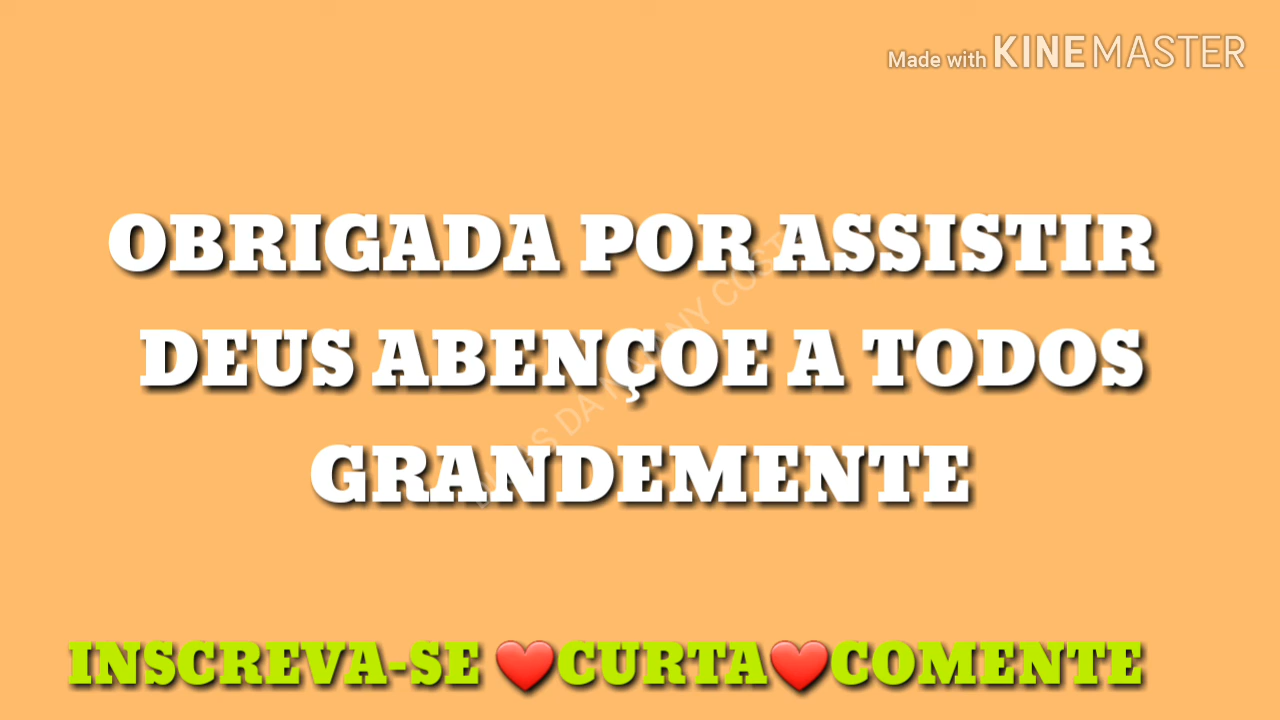 Made with KINEMASTER
OBRIGADA POR ASSISTIR
DEUS ABENÇOE A TODOS
GRANDEMENTE
INSCREVA-SE ❤️CURTA❤️COMENTE